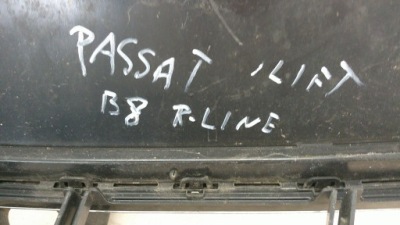 PASSAT LIFT
B8 R-LINE